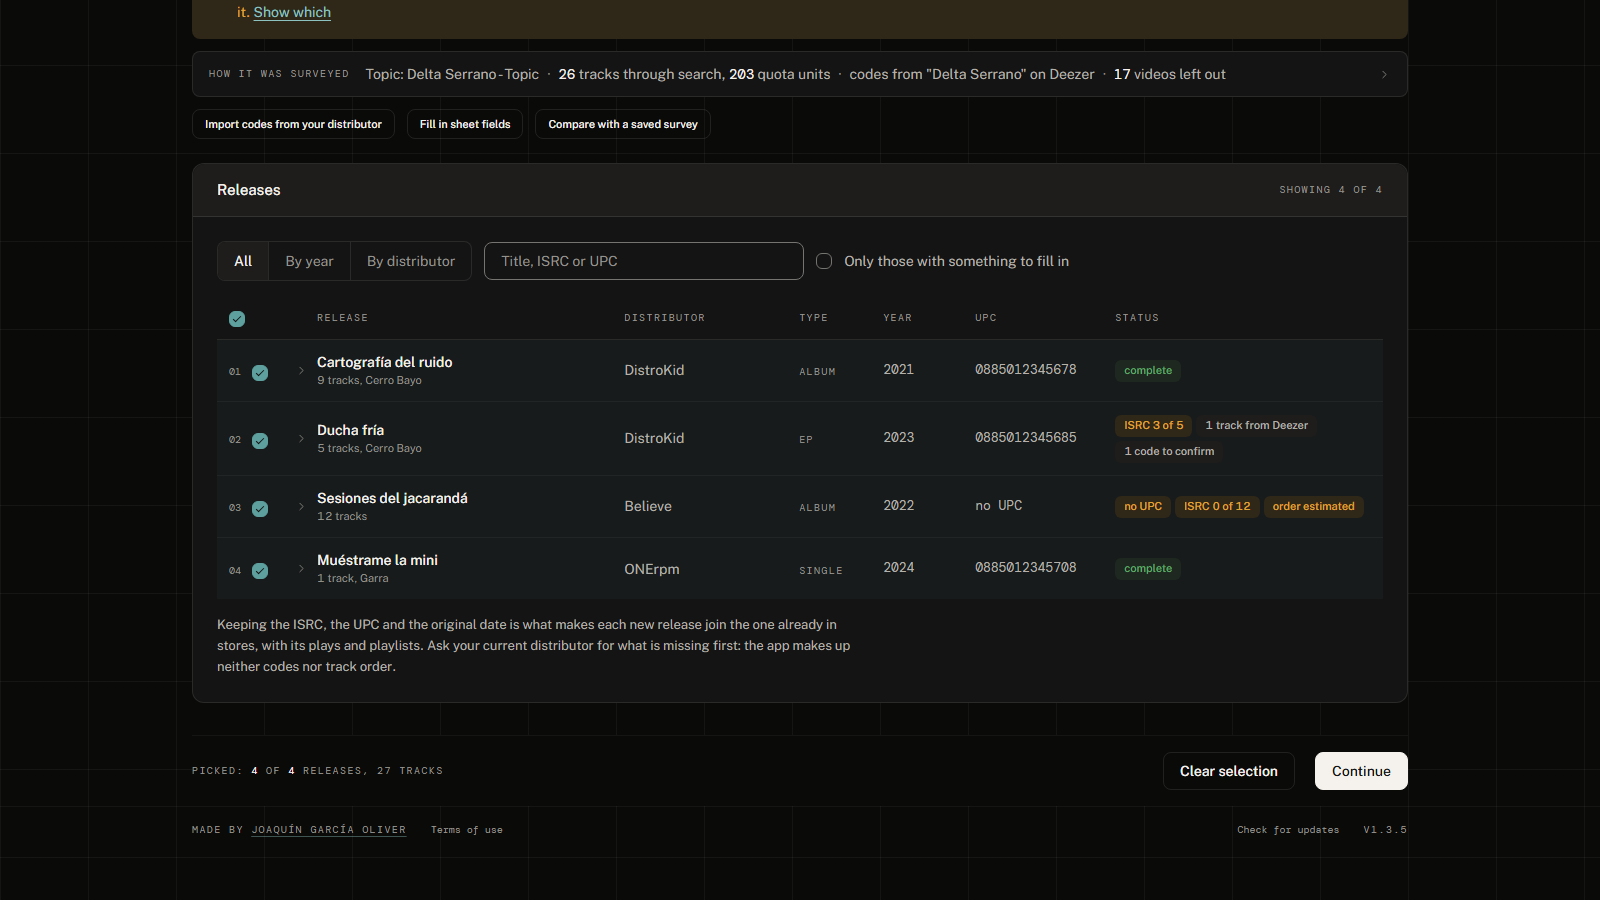 it. Show which
HOW IT WAS SURVEYED Topic: Delta Serrano - Topic · 26 tracks through search, 203 quota units · codes from "Delta Serrano" on Deezer · 17 videos left out
Import codes from your distributor Fill in sheet fields Compare with a saved survey
Releases SHOWING 4 OF 4
All By year By distributor Title, ISRC or UPC Only those with something to fill in
RELEASE DISTRIBUTOR TYPE YEAR UPC STATUS
01 Cartografía del ruido DistroKid ALBUM 2021 0885012345678 complete
9 tracks, Cerro Bayo
02 Ducha fría DistroKid EP 2023 0885012345685 ISRC 3 of 5 1 track from Deezer
5 tracks, Cerro Bayo 1 code to confirm
03 Sesiones del jacarandá Believe ALBUM 2022 no UPC no UPC ISRC 0 of 12 order estimated
12 tracks
04 Muéstrame la mini ONErpm SINGLE 2024 0885012345708 complete
1 track, Garra
Keeping the ISRC, the UPC and the original date is what makes each new release join the one already in
stores, with its plays and playlists. Ask your current distributor for what is missing first: the app makes up
neither codes nor track order.
PICKED: 4 OF 4 RELEASES, 27 TRACKS Clear selection Continue
MADE BY JOAQUÍN GARCÍA OLIVER Terms of use Check for updates V1.3.5